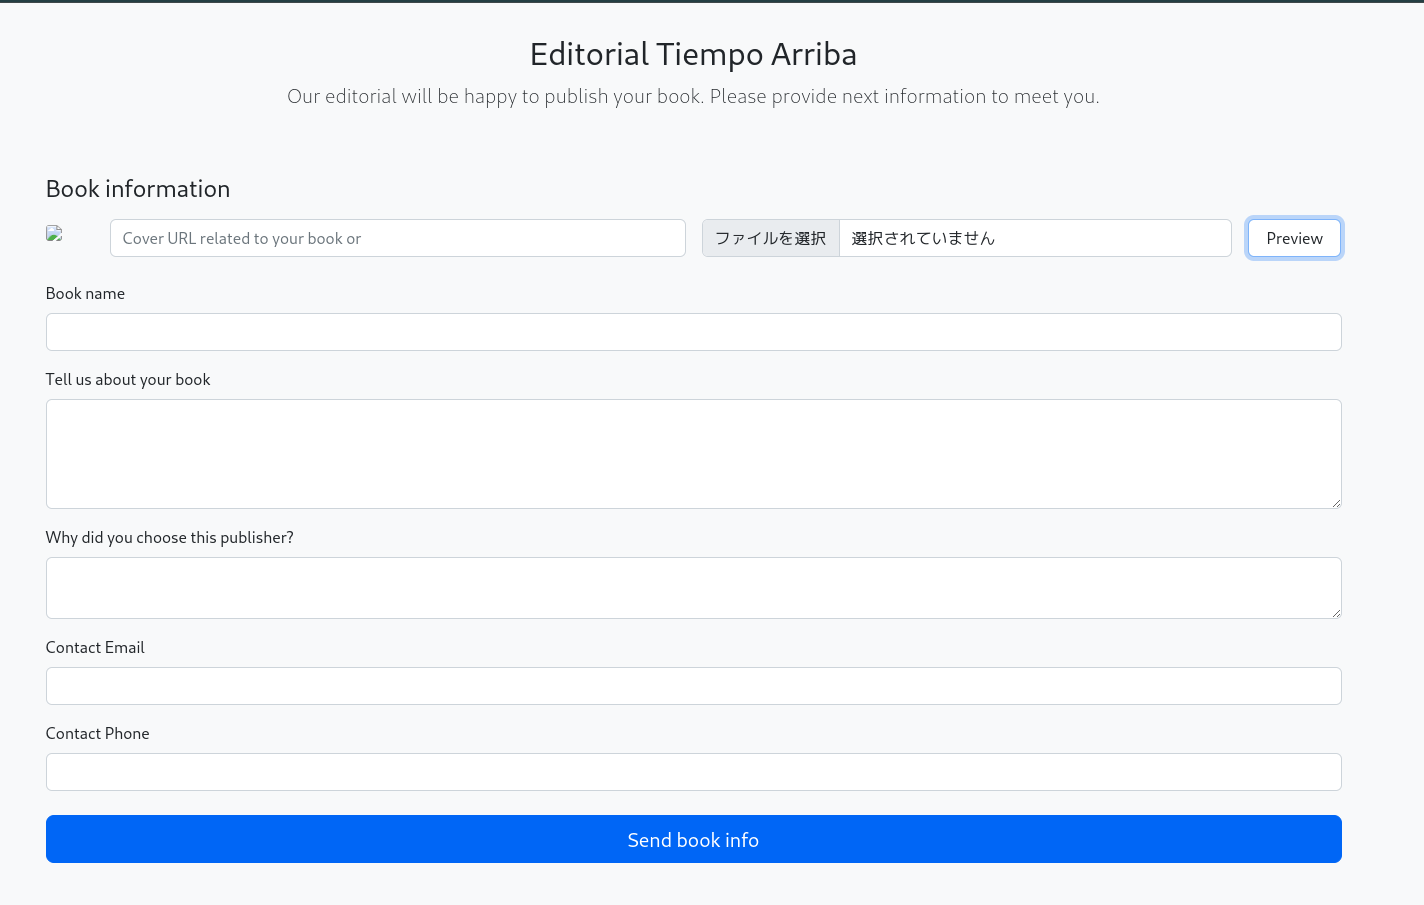 Editorial Tiempo Arriba
Our editorial will be happy to publish your book. Please provide next information to meet you.
Book information
Cover URL related to your book or ファイルを選択 選択されていません Preview
Book name
Tell us about your book
Why did you choose this publisher?
Contact Email
Contact Phone
Send book info